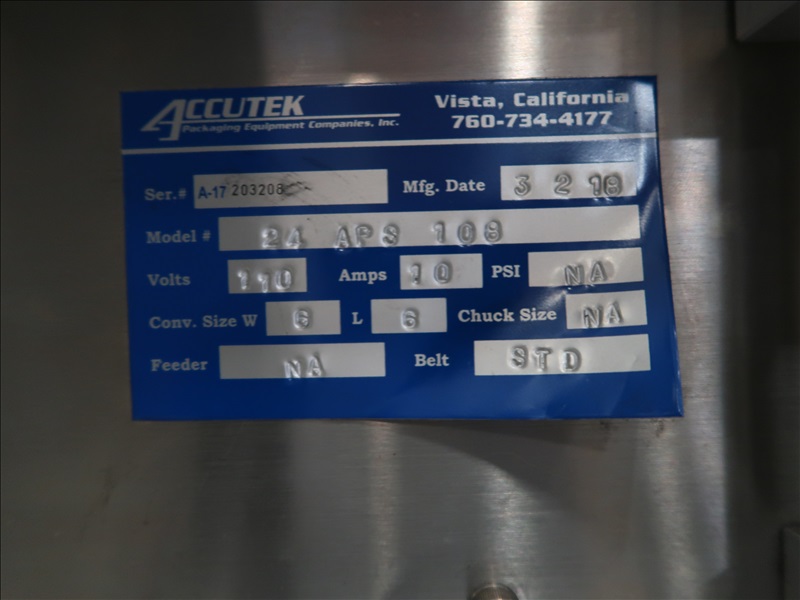 ACCUTEK Vista, California
Packaging Equipment Companies, Inc. 760-734-4177
Ser.# A-17 203208 Mfg. Date 3 2 18
Model # 24 APS 108
Volts 110 Amps 10 PSI NA
Conv. Size W 6 L 6 Chuck Size NA
Feeder NA Belt STD